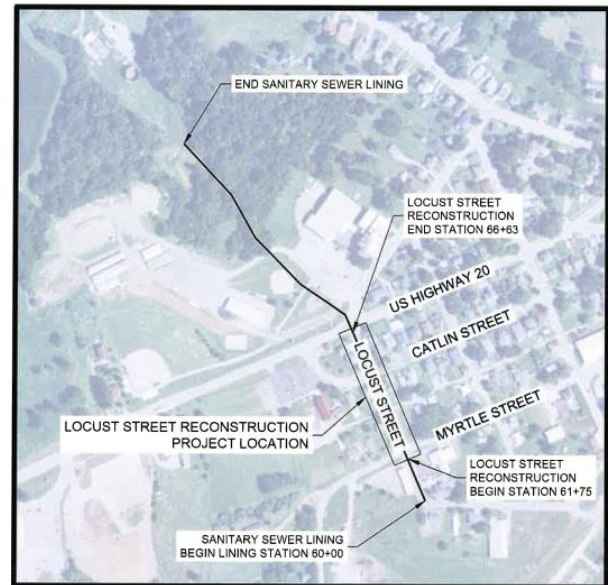 END SANITARY SEWER LINING
LOCUST STREET
RECONSTRUCTION
END STATION 66+63
US HIGHWAY 20
CATLIN STREET
LOCUST STREET
MYRTLE STREET
LOCUST STREET RECONSTRUCTION
PROJECT LOCATION
LOCUST STREET
RECONSTRUCTION
BEGIN STATION 61+75
SANITARY SEWER LINING
BEGIN LINING STATION 60+00